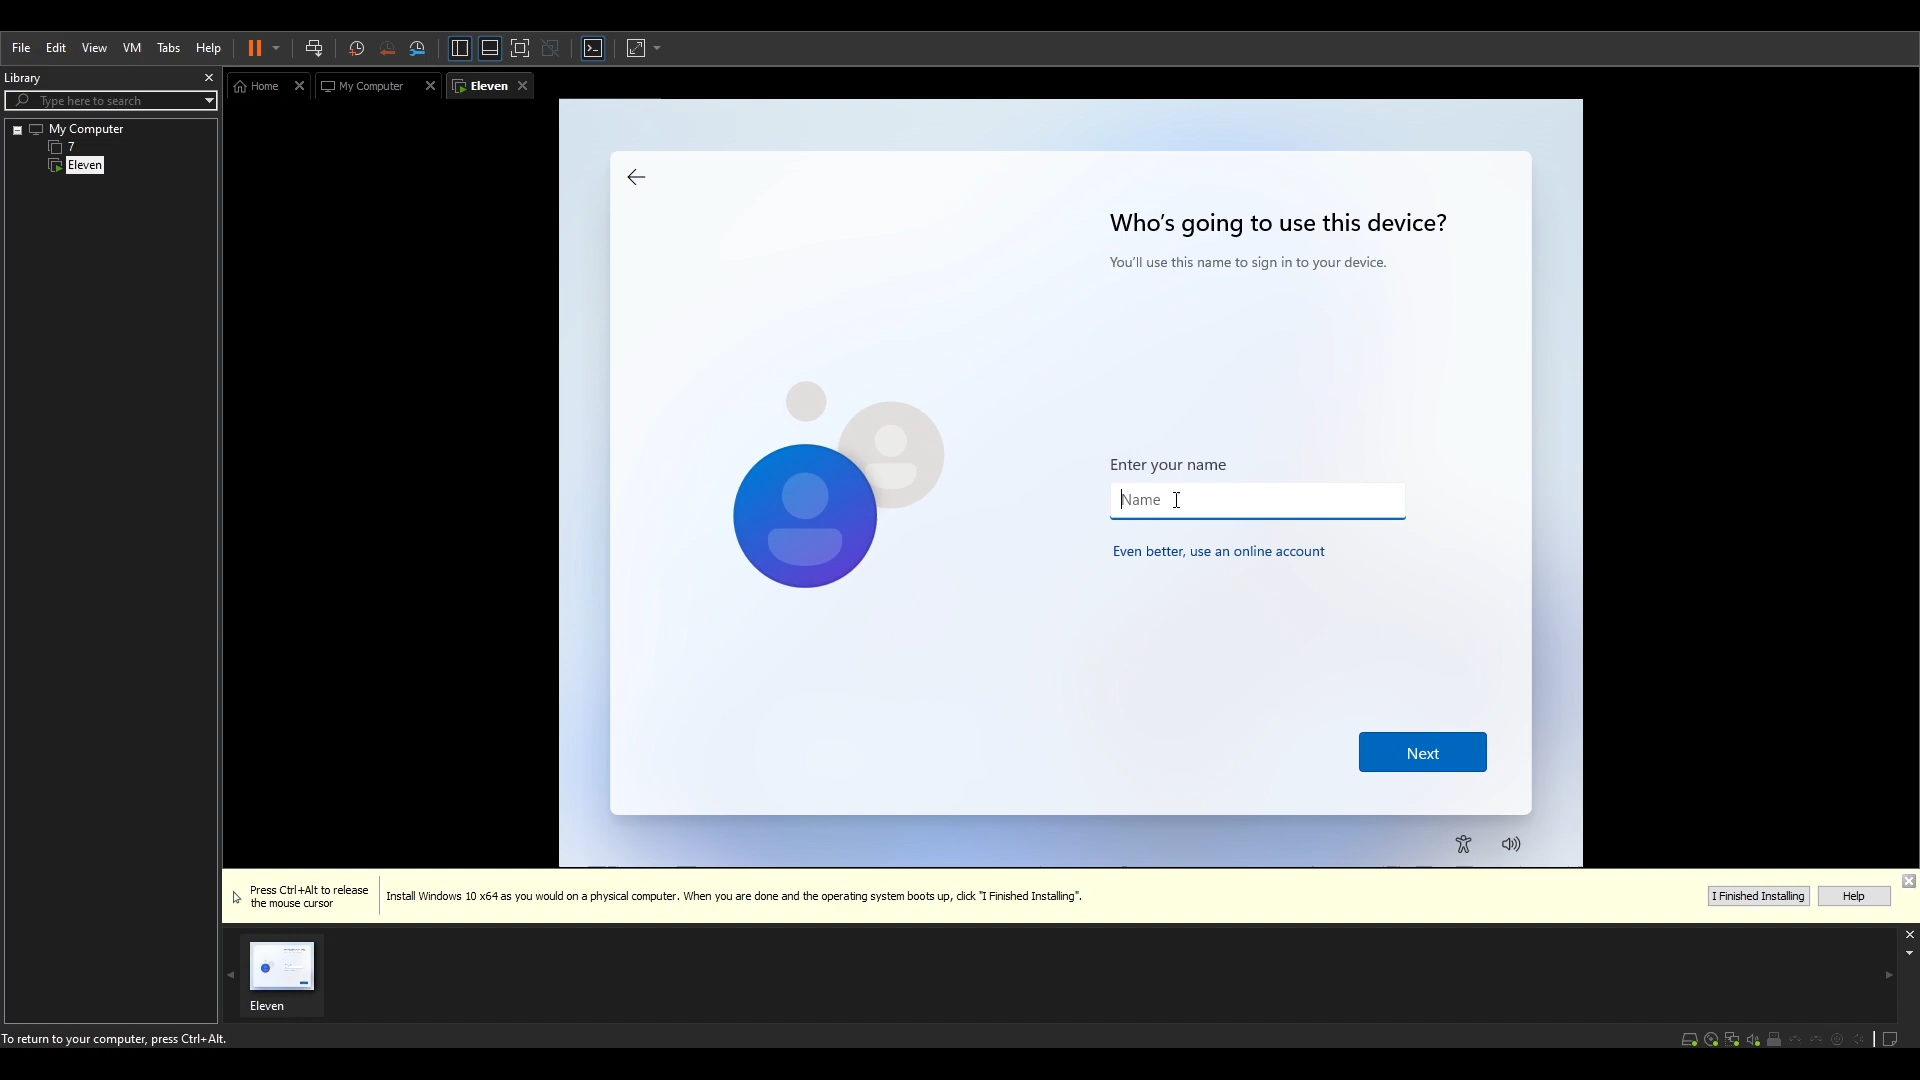 File Edit View VM Tabs Help
Library
Type here to search
My Computer
7
Eleven
Home
My Computer
Eleven
Who's going to use this device?
You'll use this name to sign in to your device.
Enter your name
Name
Even better, use an online account
Next
Press Ctrl+Alt to release
the mouse cursor
Install Windows 10 x64 as you would on a physical computer. When you are done and the operating system boots up, click "I Finished Installing".
I Finished Installing
Help
Eleven
To return to your computer, press Ctrl+Alt.